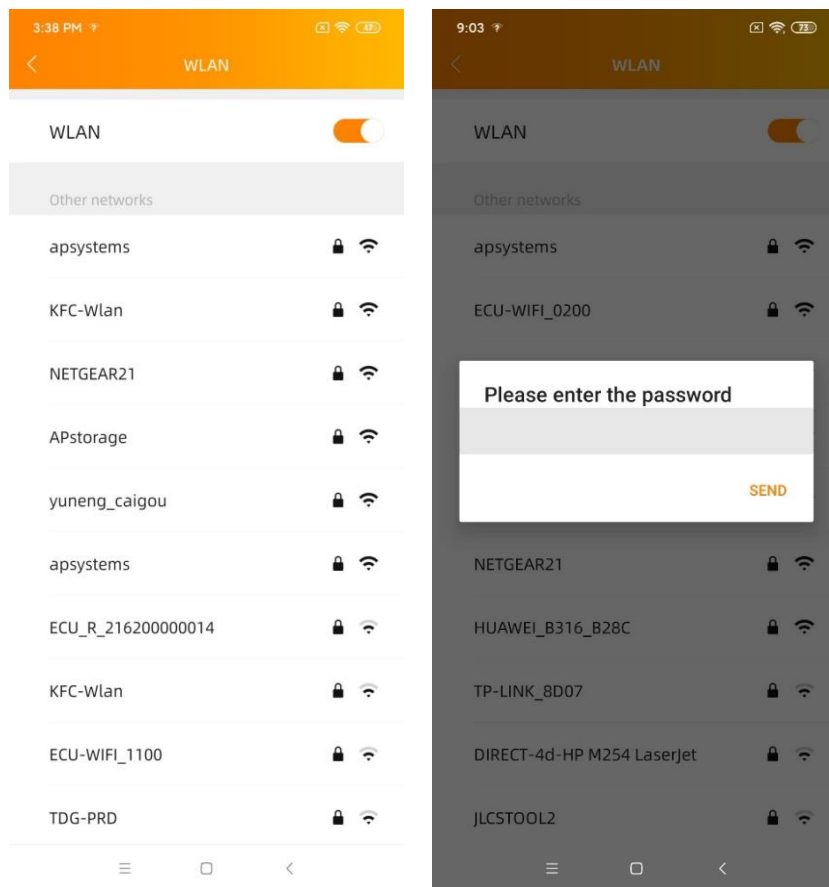 3:38 PM
47
WLAN
WLAN
Other networks
apsystems
KFC-Wlan
NETGEAR21
APstorage
yuneng_caigou
apsystems
ECU_R_216200000014
KFC-Wlan
ECU-WIFI_1100
TDG-PRD
9:03
73
WLAN
WLAN
Other networks
apsystems
ECU-WIFI_0200
Please enter the password
SEND
NETGEAR21
HUAWEI_B316_B28C
TP-LINK_8D07
DIRECT-4d-HP M254 LaserJet
JLCSTOOL2